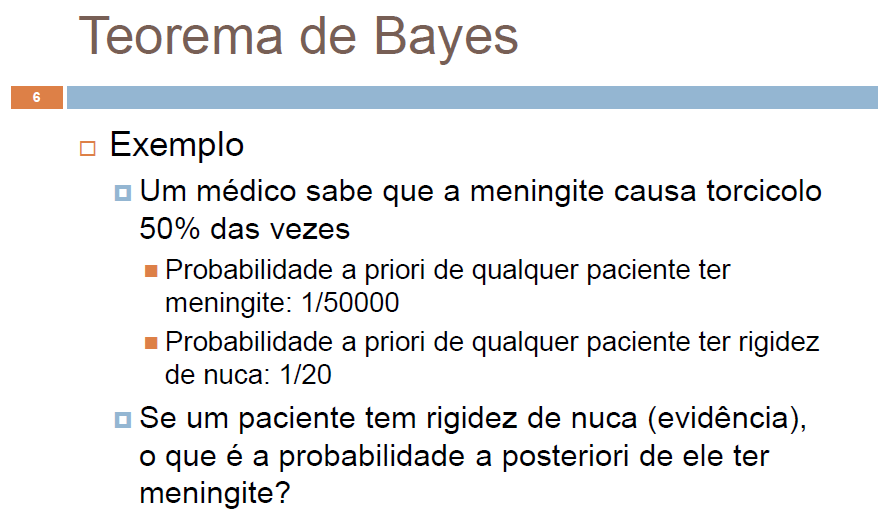 Teorema de Bayes
6
Exemplo
Um médico sabe que a meningite causa torcicolo
50% das vezes
Probabilidade a priori de qualquer paciente ter
meningite: 1/50000
Probabilidade a priori de qualquer paciente ter rigidez
de nuca: 1/20
Se um paciente tem rigidez de nuca (evidência),
o que é a probabilidade a posteriori de ele ter
meningite?